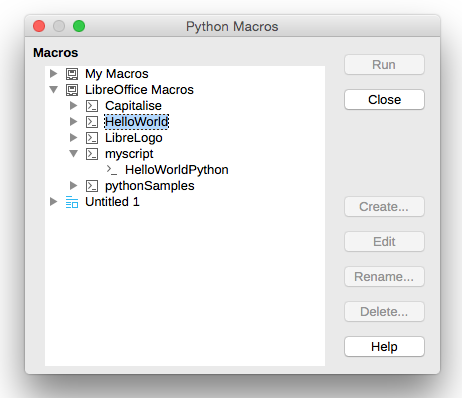 Python Macros
Macros
My Macros
LibreOffice Macros
Capitalise
HelloWorld
LibreLogo
myscript
HelloWorldPython
pythonSamples
Untitled 1
Run
Close
Create...
Edit
Rename...
Delete...
Help